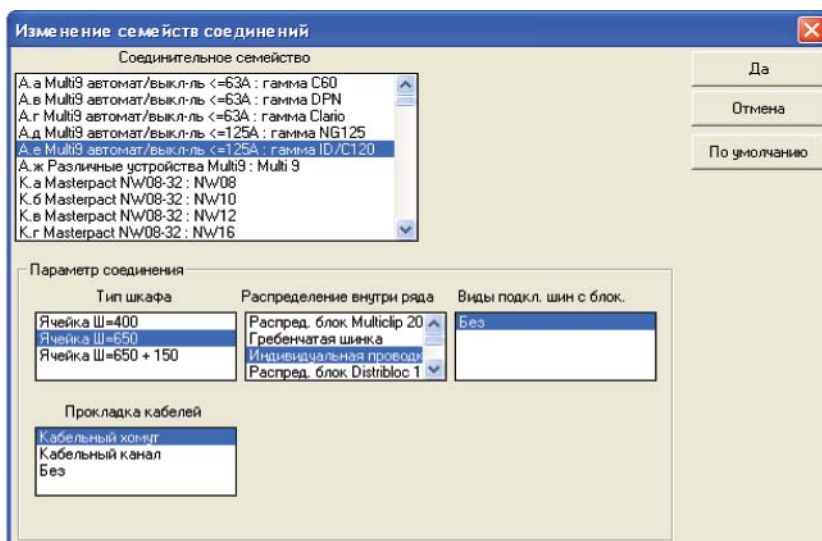 Изменение семейств соединений
Соединительное семейство
А.а Multi9 автомат/выкл-ль <=63А : гамма C60
А.в Multi9 автомат/выкл-ль <=63А : гамма DPN
А.г Multi9 автомат/выкл-ль <=63А : гамма Clario
А.д Multi9 автомат/выкл-ль <=125А : гамма NG125
А.е Multi9 автомат/выкл-ль <=125А : гамма ID/C120
А.ж Различные устройства Multi9 : Multi 9
К.а Masterpact NW08-32 : NW08
К.б Masterpact NW08-32 : NW10
К.в Masterpact NW08-32 : NW12
К.г Masterpact NW08-32 : NW16
Да
Отмена
По умолчанию
Параметр соединения
Тип шкафа
Ячейка Ш=400
Ячейка Ш=650
Ячейка Ш=650 + 150
Распределение внутри ряда
Распред. блок Multiclip 20
Гребенчатая шинка
Индивидуальная проводк
Распред. блок Distribloc 1
Виды подкл. шин с блок.
Без
Прокладка кабелей
Кабельный хомут
Кабельный канал
Без